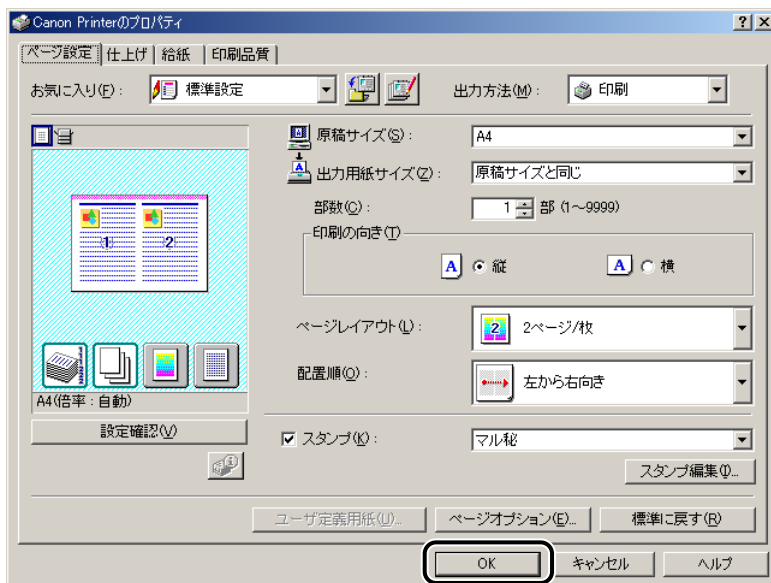 Canon Printerのプロパティ
ページ設定 仕上げ 給紙 印刷品質
お気に入り(F): 標準設定 出力方法(M): 印刷
原稿サイズ(S): A4
出力用紙サイズ(Z): 原稿サイズと同じ
部数(C): 1 部 (1～9999)
印刷の向き(T)
A 縦 A 横
1 2
ページレイアウト(L): 2 2ページ/枚
配置順(O): 左から右向き
A4(倍率:自動)
設定確認(V)
スタンプ(K): マル秘
スタンプ編集(I)...
ユーザ定義用紙(U)... ページオプション(E)... 標準に戻す(R)
OK キャンセル ヘルプ